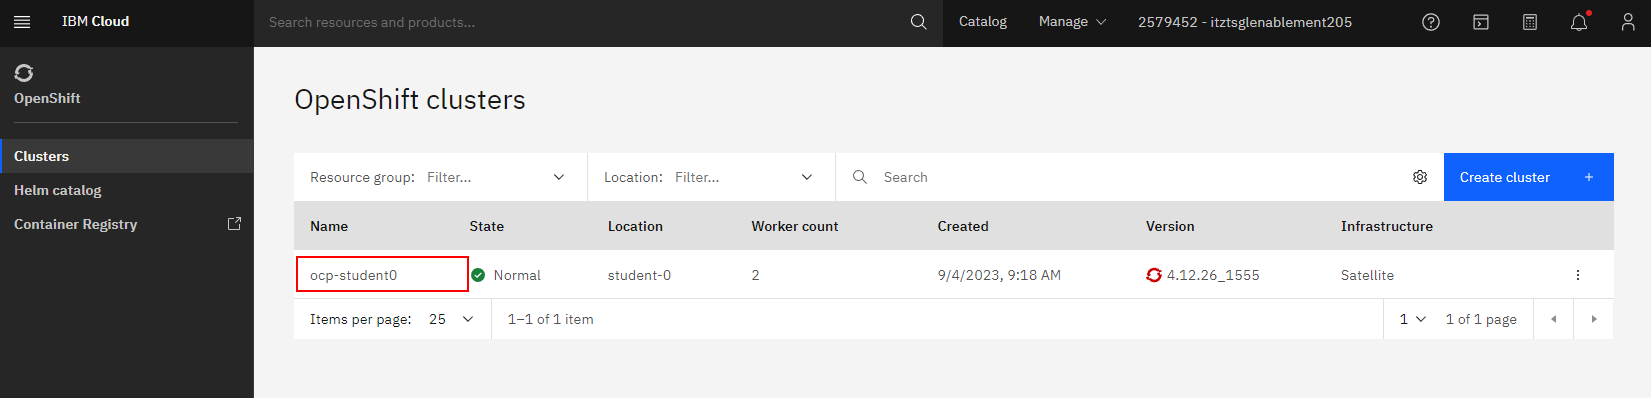 IBM Cloud
Search resources and products...
Catalog
Manage
2579452 - itztsglenablement205
OpenShift
Clusters
Helm catalog
Container Registry
OpenShift clusters
Resource group: Filter...
Location: Filter...
Search
Create cluster +
Name State Location Worker count Created Version Infrastructure
ocp-student0 Normal student-0 2 9/4/2023, 9:18 AM 4.12.26_1555 Satellite
Items per page: 25 1–1 of 1 item 1 1 of 1 page